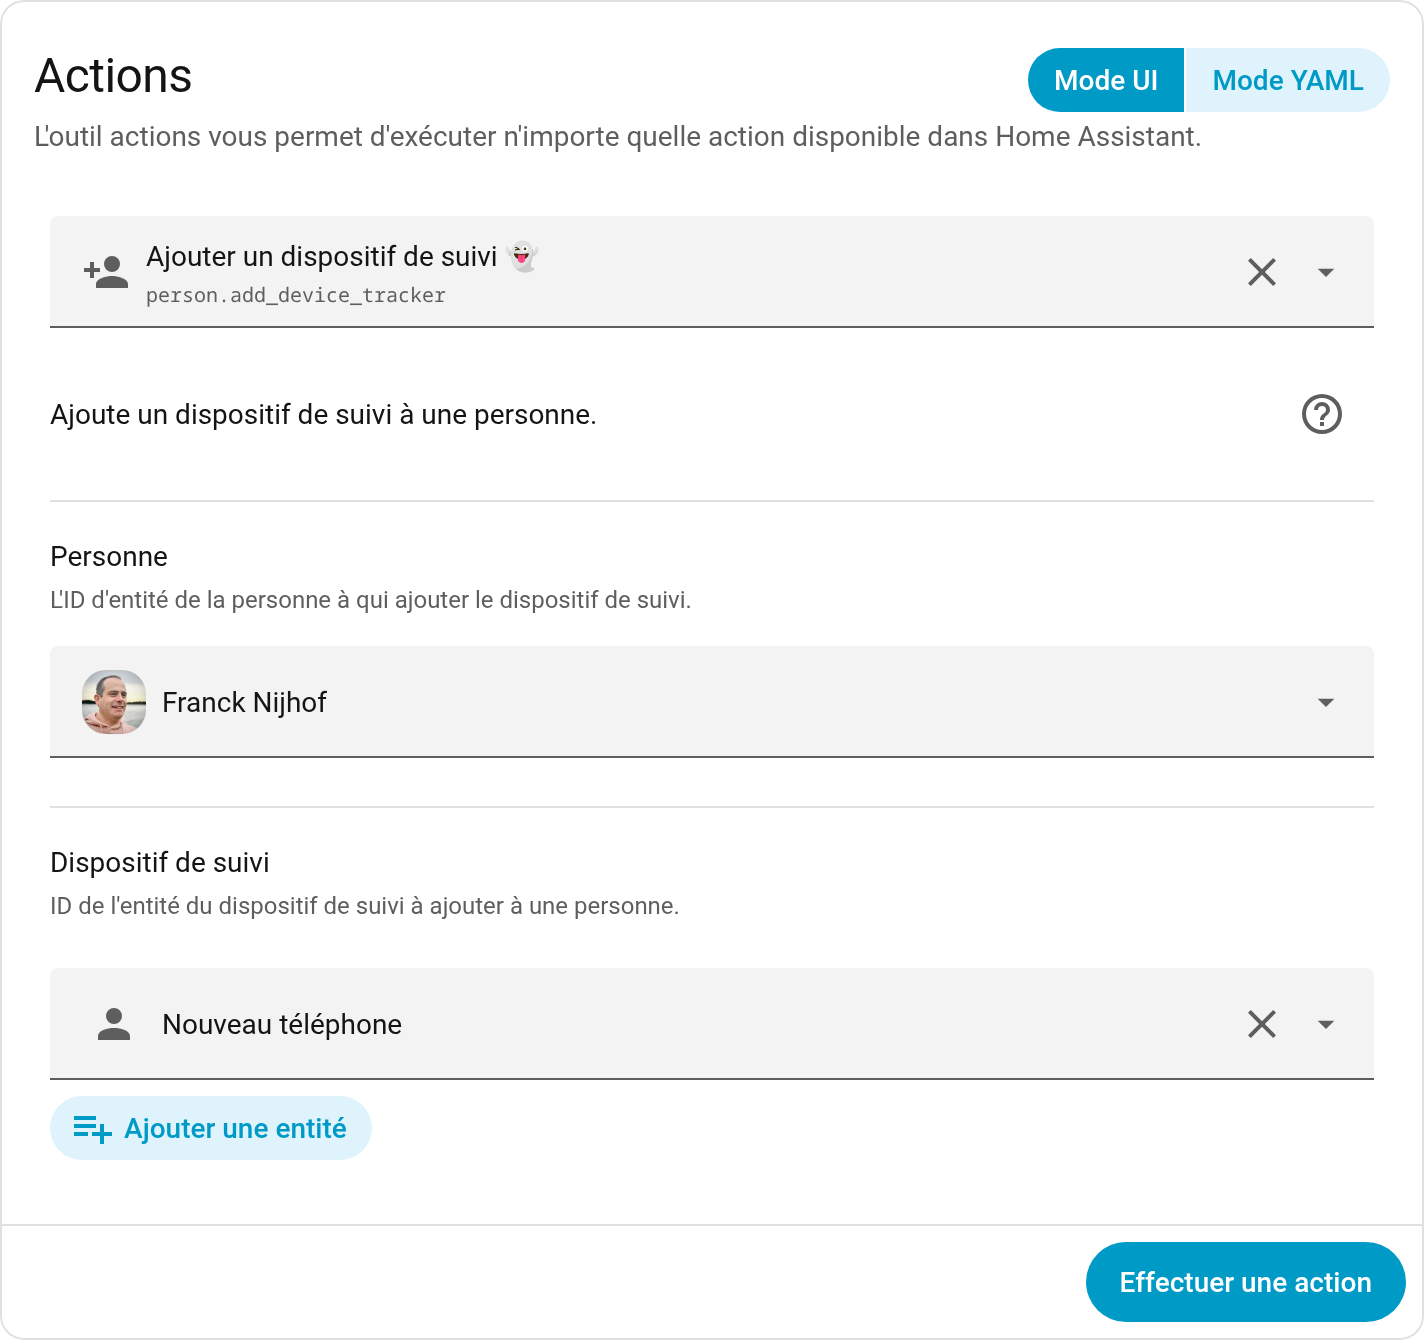 Actions
Mode UI
Mode YAML
L'outil actions vous permet d'exécuter n'importe quelle action disponible dans Home Assistant.
Ajouter un dispositif de suivi 👻
person.add_device_tracker
Ajoute un dispositif de suivi à une personne.
Personne
L'ID d'entité de la personne à qui ajouter le dispositif de suivi.
Franck Nijhof
Dispositif de suivi
ID de l'entité du dispositif de suivi à ajouter à une personne.
Nouveau téléphone
Ajouter une entité
Effectuer une action